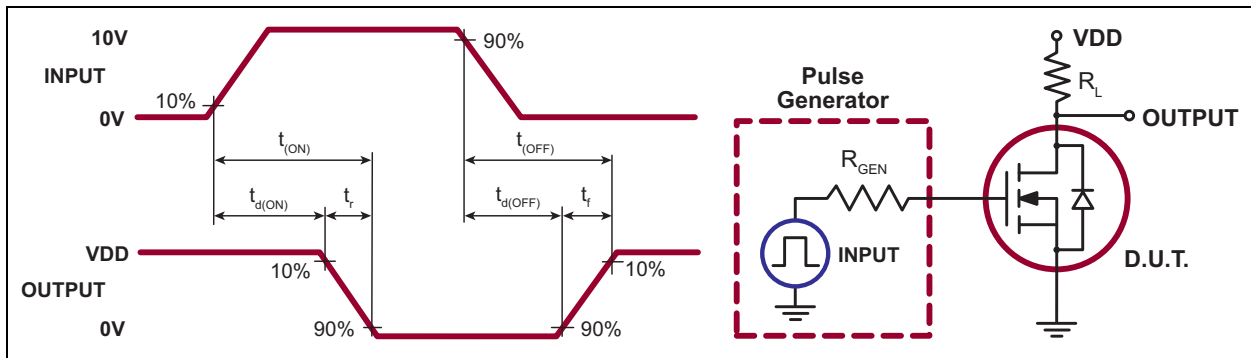 10V
INPUT
0V
10%
90%
t(ON)
t(OFF)
td(ON)
tr
td(OFF)
tf
VDD
OUTPUT
0V
10%
90%
90%
10%
Pulse
Generator
RGEN
INPUT
VDD
RL
OUTPUT
D.U.T.